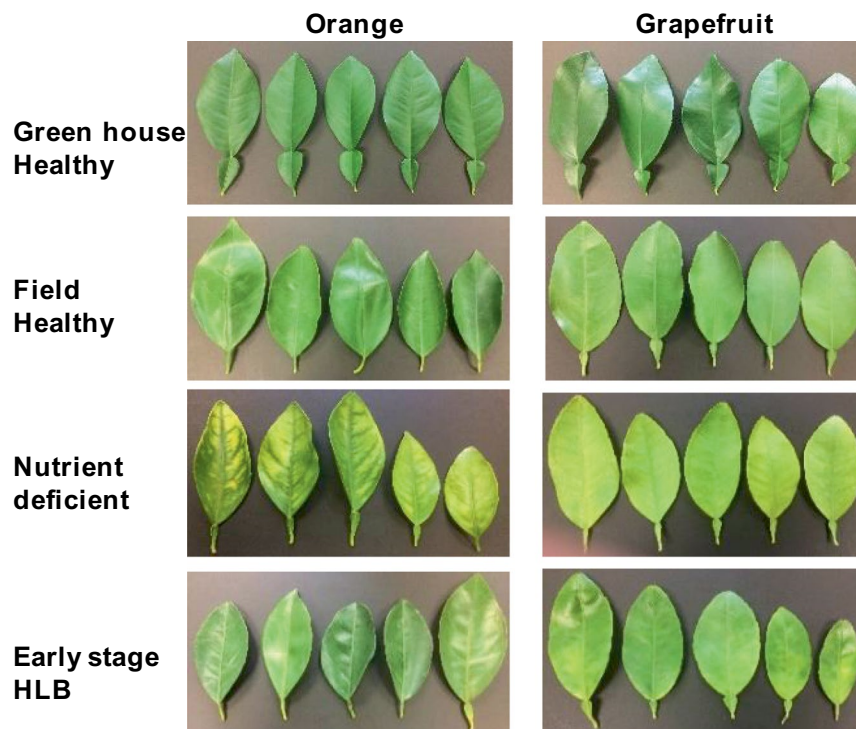 Orange
Grapefruit
Green house
Healthy
Field
Healthy
Nutrient
deficient
Early stage
HLB